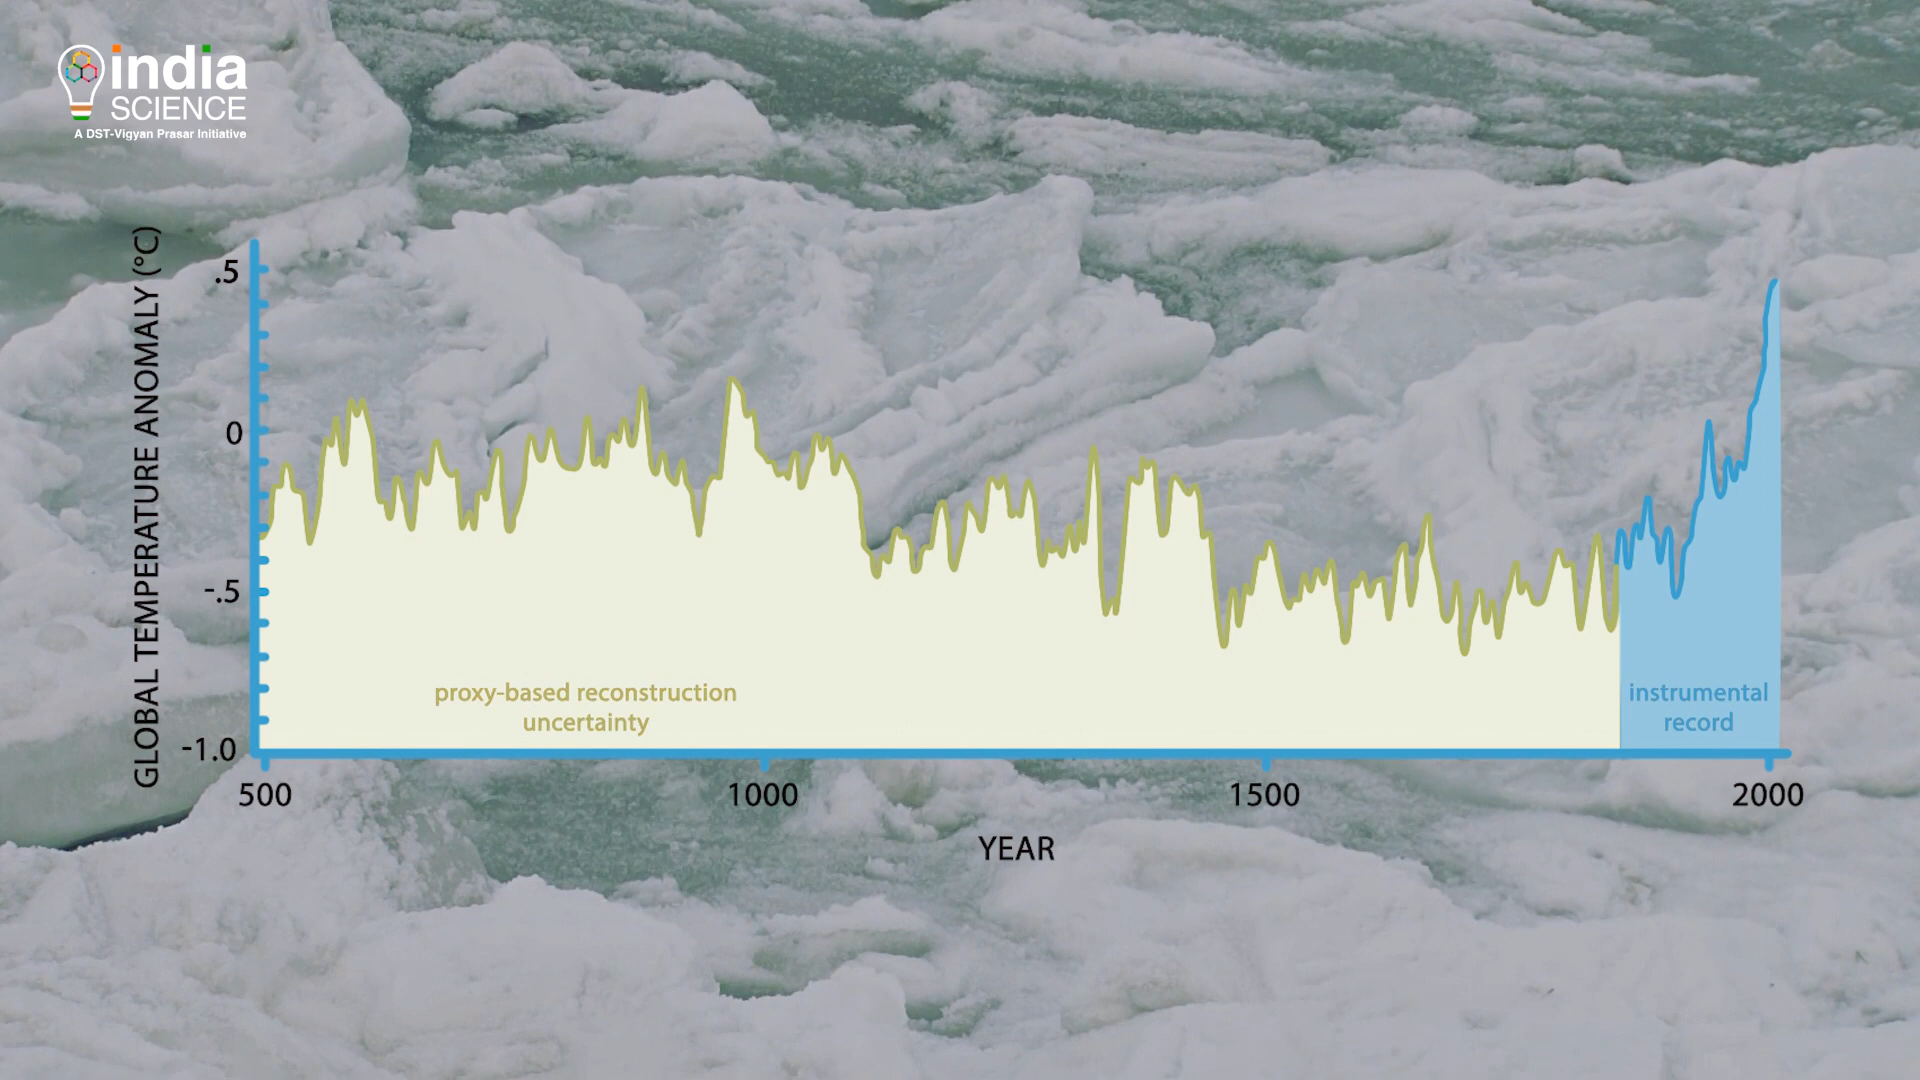 india
SCIENCE
A DST-Vigyan Prasar Initiative
GLOBAL TEMPERATURE ANOMALY (°C)
.5
0
-.5
-1.0
proxy-based reconstruction
uncertainty
instrumental
record
500
1000
1500
2000
YEAR